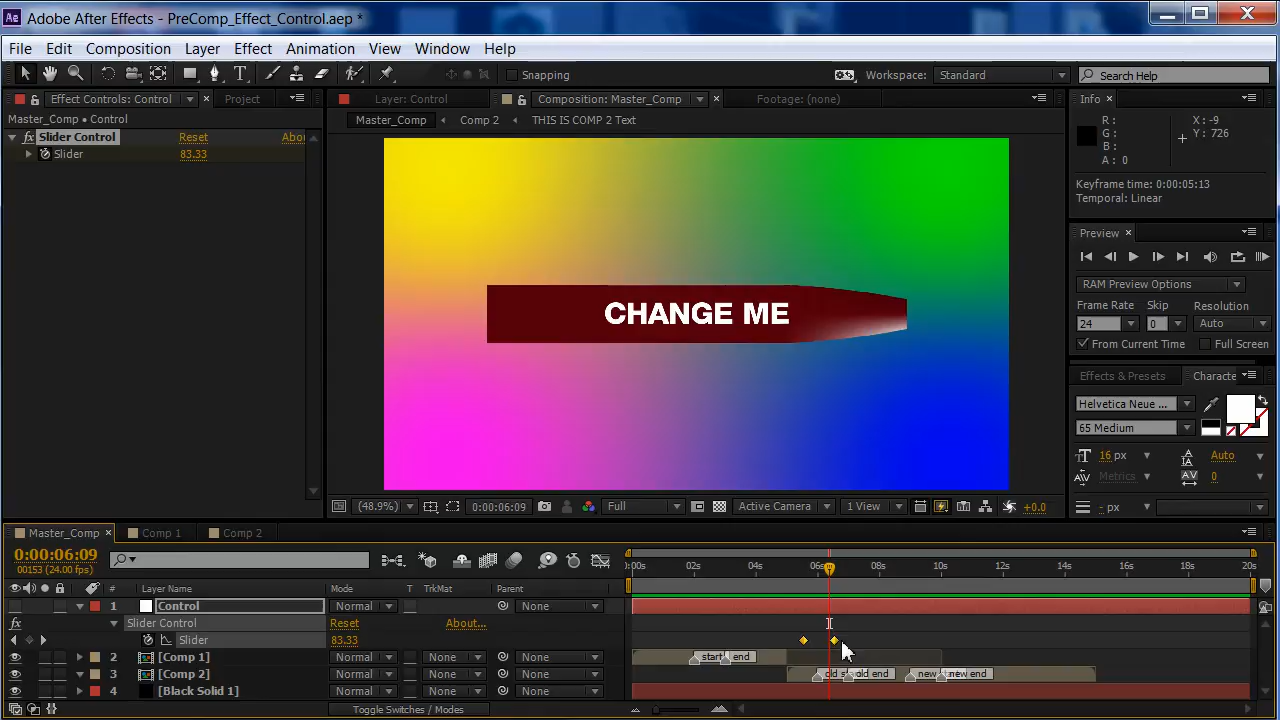 Adobe After Effects - PreComp_Effect_Control.aep *
File Edit Composition Layer Effect Animation View Window Help
Snapping Workspace: Standard Search Help
Effect Controls: Control Project
Layer: Control Composition: Master_Comp Footage: (none)
Info
Master_Comp • Control
Master_Comp Comp 2 THIS IS COMP 2 Text
fx Slider Control Reset Abou
Slider 83.33
R:
G:
B:
A: 0
X: -9
Y: 726
Keyframe time: 0:00:05:13
Temporal: Linear
Preview
RAM Preview Options
Frame Rate Skip Resolution
24 0 Auto
From Current Time Full Screen
Effects & Presets Characte
Helvetica Neue ...
65 Medium
16 px Auto
Metrics 0
- px
CHANGE ME
(48.9%) 0:00:06:09 Full Active Camera 1 View +0.0
Master_Comp Comp 1 Comp 2
0:00:06:09
00153 (24.00 fps)
:00s 02s 04s 06s 08s 10s 12s 14s 16s 18s 20s
# Layer Name Mode T TrkMat Parent
1 Control Normal None
fx Slider Control Reset About...
Slider 83.33
2 [Comp 1] Normal None None start end
3 [Comp 2] Normal None None old end new end
4 [Black Solid 1] Normal None None
Toggle Switches / Modes